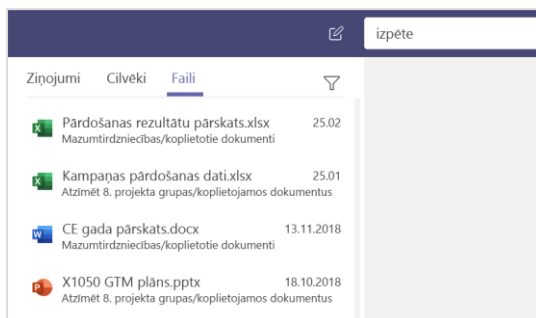 izpēte
Ziņojumi Cilvēki Faili
Pārdošanas rezultātu pārskats.xlsx 25.02
Mazumtirdzniecības/koplietotie dokumenti
Kampaņas pārdošanas dati.xlsx 25.01
Atzīmēt 8. projekta grupas/koplietojamos dokumentus
CE gada pārskats.docx 13.11.2018
Mazumtirdzniecības/koplietotie dokumenti
X1050 GTM plāns.pptx 18.10.2018
Atzīmēt 8. projekta grupas/koplietojamos dokumentus